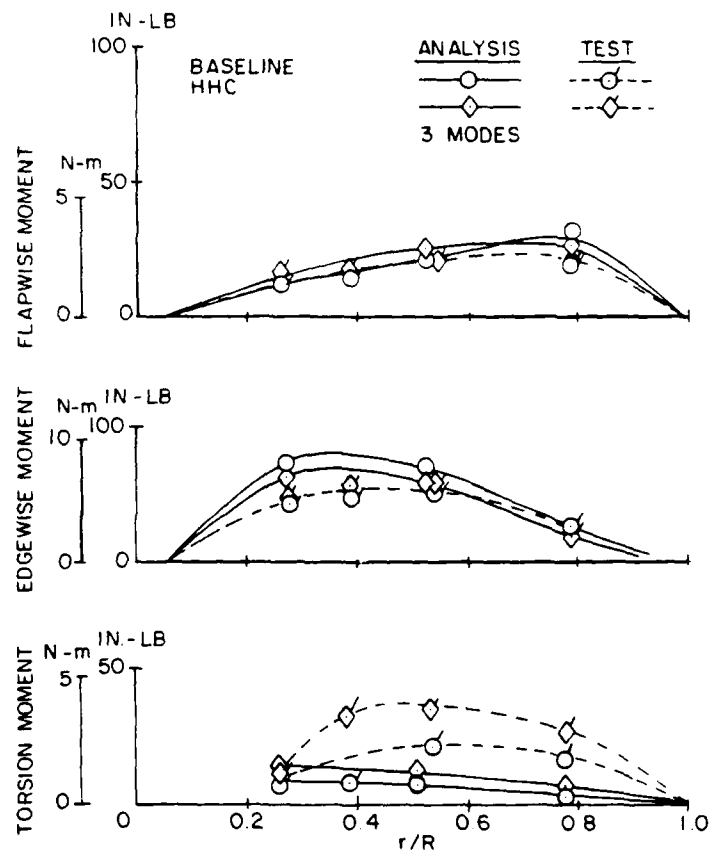 IN-LB
100
ANALYSIS TEST
BASELINE
HHC
3 MODES
FLAPWISE MOMENT
N-m
5
50
0
0
EDGEWISE MOMENT
N-m IN-LB
10 100
0
0
TORSION MOMENT
N-m IN.-LB
50
5
0
0
0 0.2 0.4 0.6 0.8 1.0
r/R